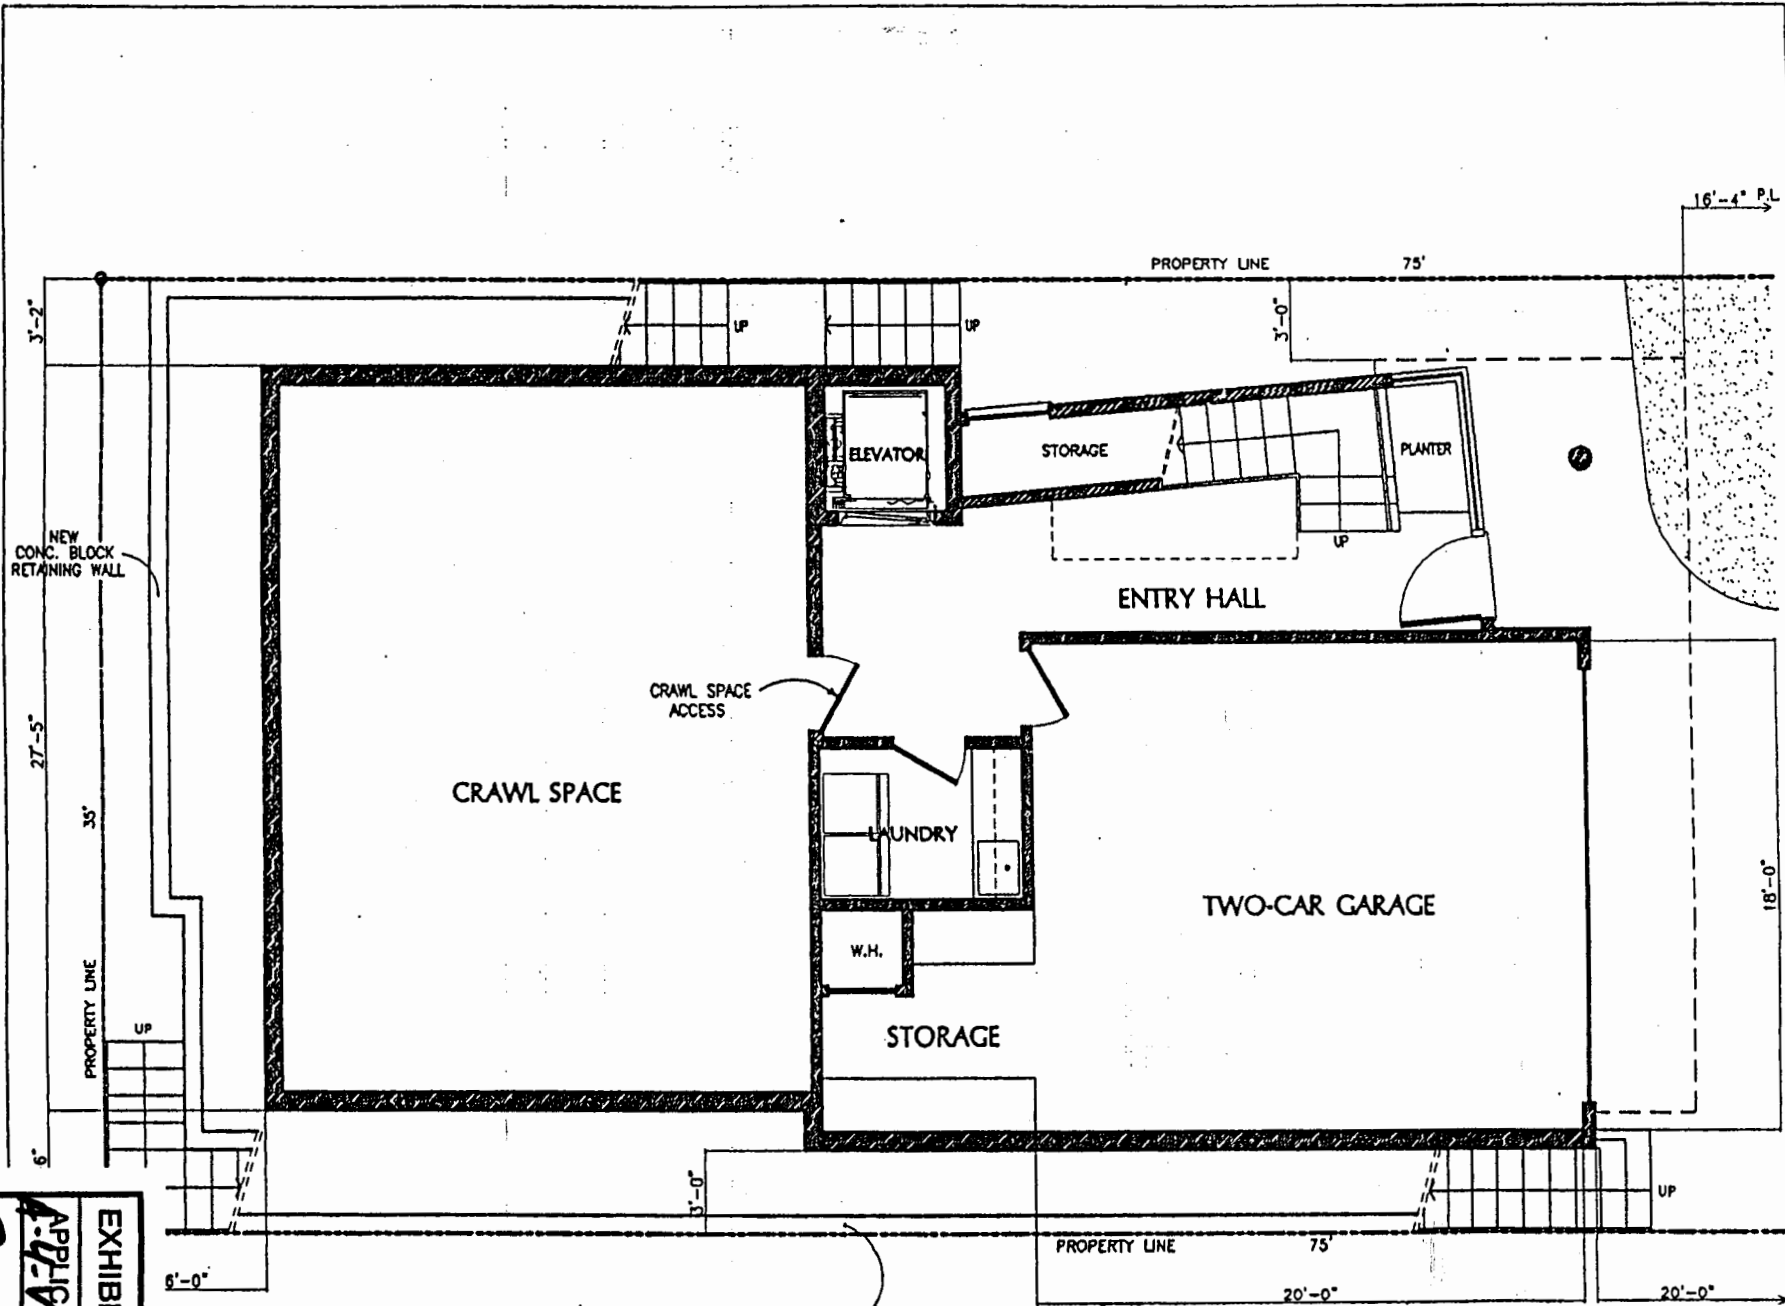 16'-4" P.L
PROPERTY LINE 75'
3'-2"
UP
UP
3'-0"
ELEVATOR
STORAGE
PLANTER
NEW
CONC. BLOCK
RETAINING WALL
UP
ENTRY HALL
CRAWL SPACE
ACCESS
27'-5"
CRAWL SPACE
35'
LAUNDRY
TWO-CAR GARAGE
18'-0"
W.H.
PROPERTY LINE
UP
STORAGE
6"
3'-0"
UP
PROPERTY LINE 75'
6'-0"
20'-0"
20'-0"